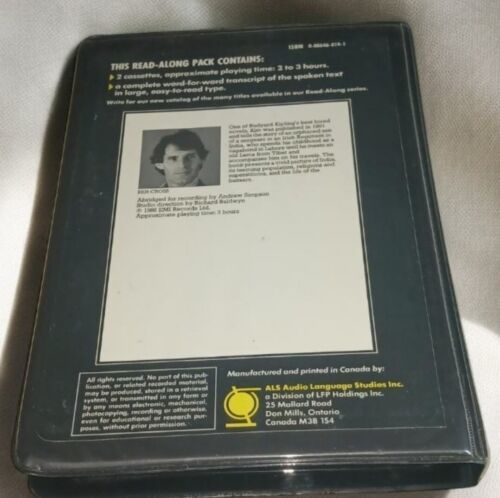 ISBN 0-88646-074-1
THIS READ-ALONG PACK CONTAINS:
2 cassettes, approximate playing time: 2 to 3 hours.
a complete word-for-word transcript of the spoken text
in large, easy-to-read type.
Write for our new catalog of the many titles available in our Read-Along series.
One of Rudyard Kipling's best loved
novels, Kim was published in 1901
and tells the story of an orphaned son
of a sergeant in an Irish Regiment in
India, who spends his childhood as a
vagabond in Lahore until he meets an
old Lama from Tibet and
accompanies him on his travels. The
book presents a vivid picture of India,
its teeming population, religions and
superstitions, and the life of the
bazaars.
BEN CROSS
Abridged for recording by Andrew Simpson
Studio direction by Richard Baldwyn
EMI Records Ltd.
Approximate playing time: 3 hours
All rights reserved. No part of this pub-
lication, or related recorded material,
may be produced, stored in a retrieval
system, or transmitted in any form or
by any means electronic, mechanical,
photocopying, recording or otherwise,
even for educational or research pur-
poses, without prior permission.
Manufactured and printed in Canada by:
ALS Audio Language Studios Inc.
a Division of LFP Holdings Inc.
25 Mallard Road
Don Mills, Ontario
Canada M3B 1S4